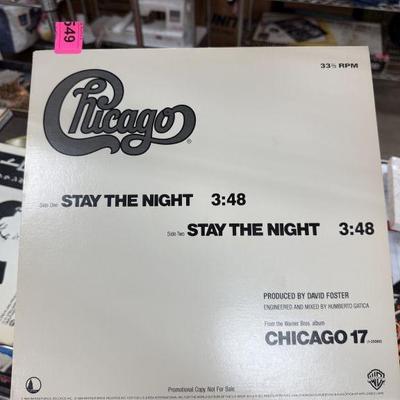 549
33⅓ RPM
Chicago®
Side One STAY THE NIGHT 3:48
Side Two STAY THE NIGHT 3:48
PRODUCED BY DAVID FOSTER
ENGINEERED AND MIXED BY HUMBERTO GATICA
From the Warner Bros. album
CHICAGO 17
Promotional Copy Not For Sale